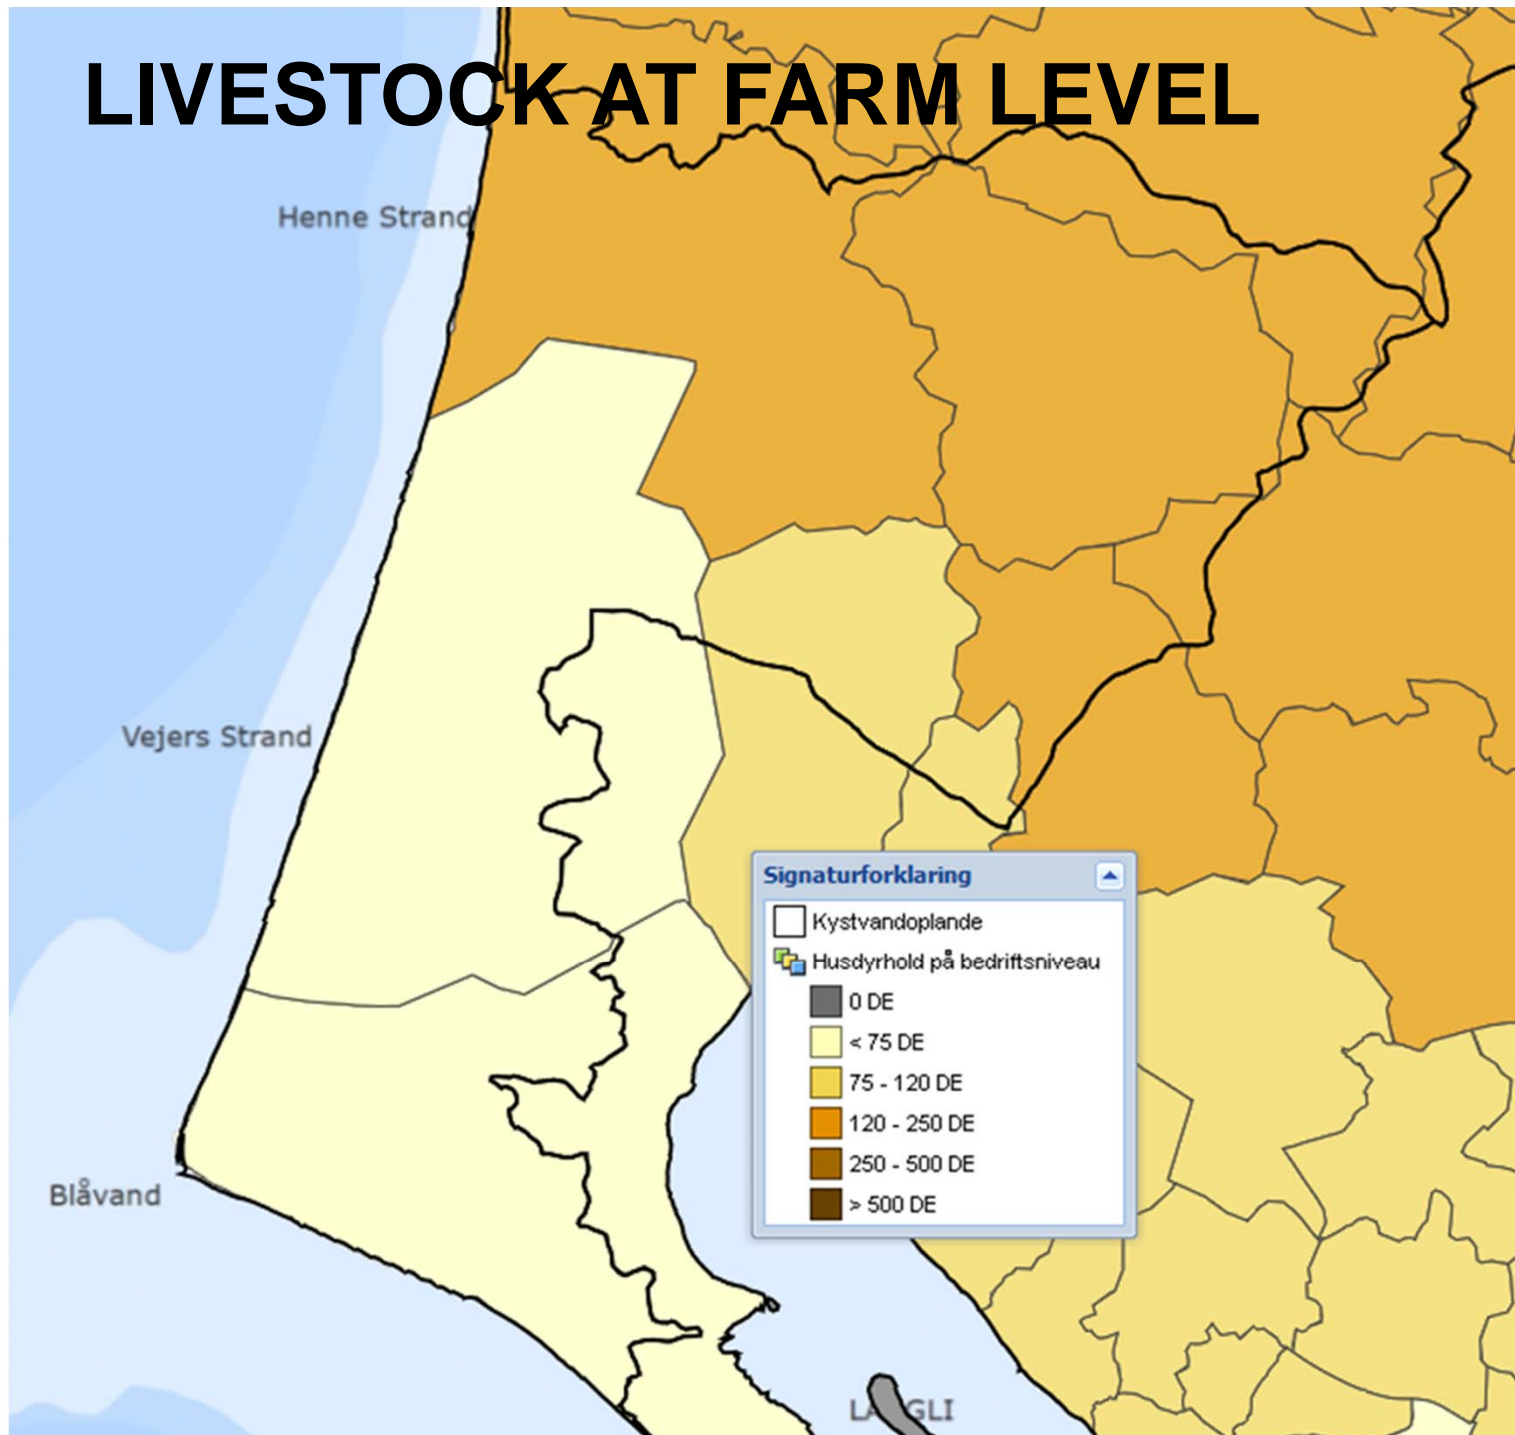 LIVESTOCK AT FARM LEVEL
Henne Strand
Vejers Strand
Signaturforklaring
Kystvandoplande
Husdyrhold på bedriftsniveau
0 DE
< 75 DE
75 - 120 DE
120 - 250 DE
250 - 500 DE
> 500 DE
Blåvand